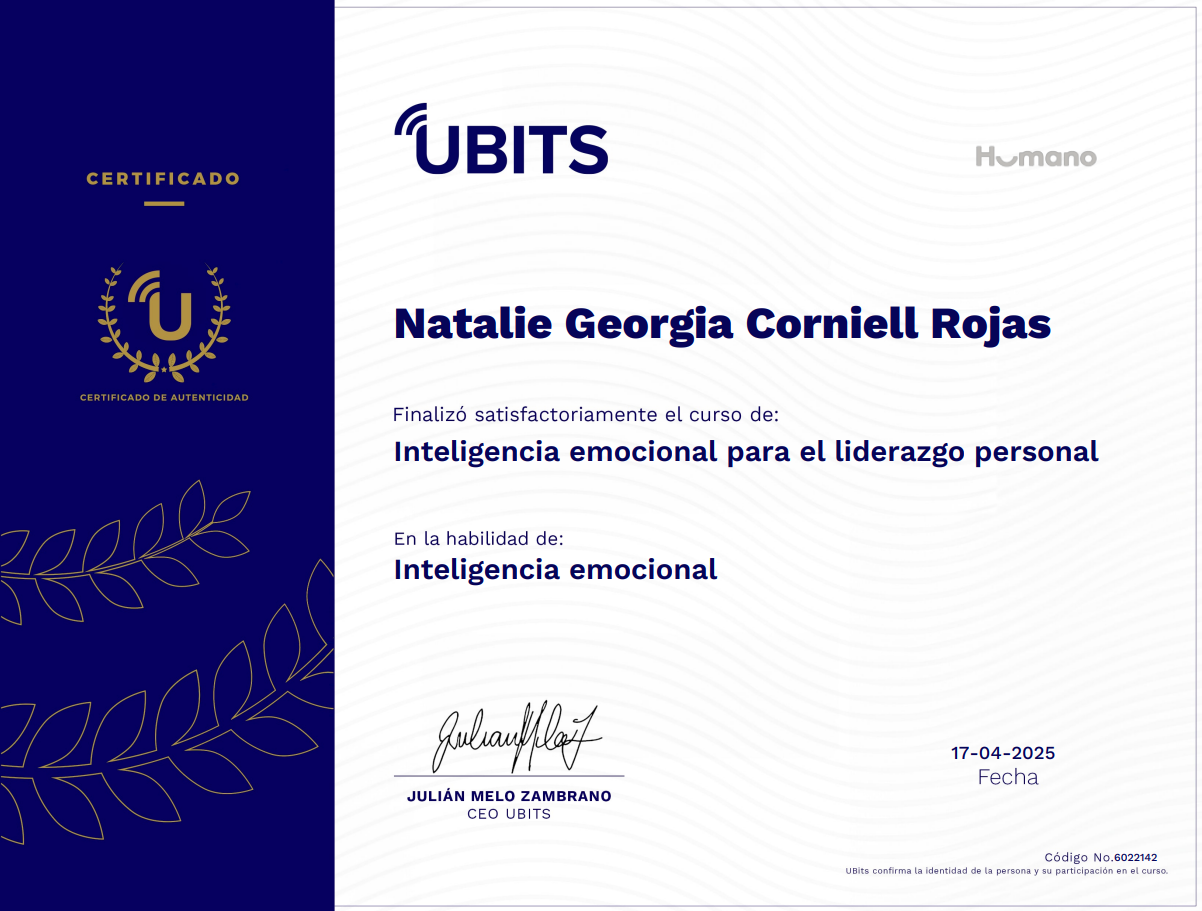 CERTIFICADO
U
CERTIFICADO DE AUTENTICIDAD
UBITS
Humano
Natalie Georgia Corniell Rojas
Finalizó satisfactoriamente el curso de:
Inteligencia emocional para el liderazgo personal
En la habilidad de:
Inteligencia emocional
JULIÁN MELO ZAMBRANO
CEO UBITS
17-04-2025
Fecha
Código No.6022142
UBits confirma la identidad de la persona y su participación en el curso.